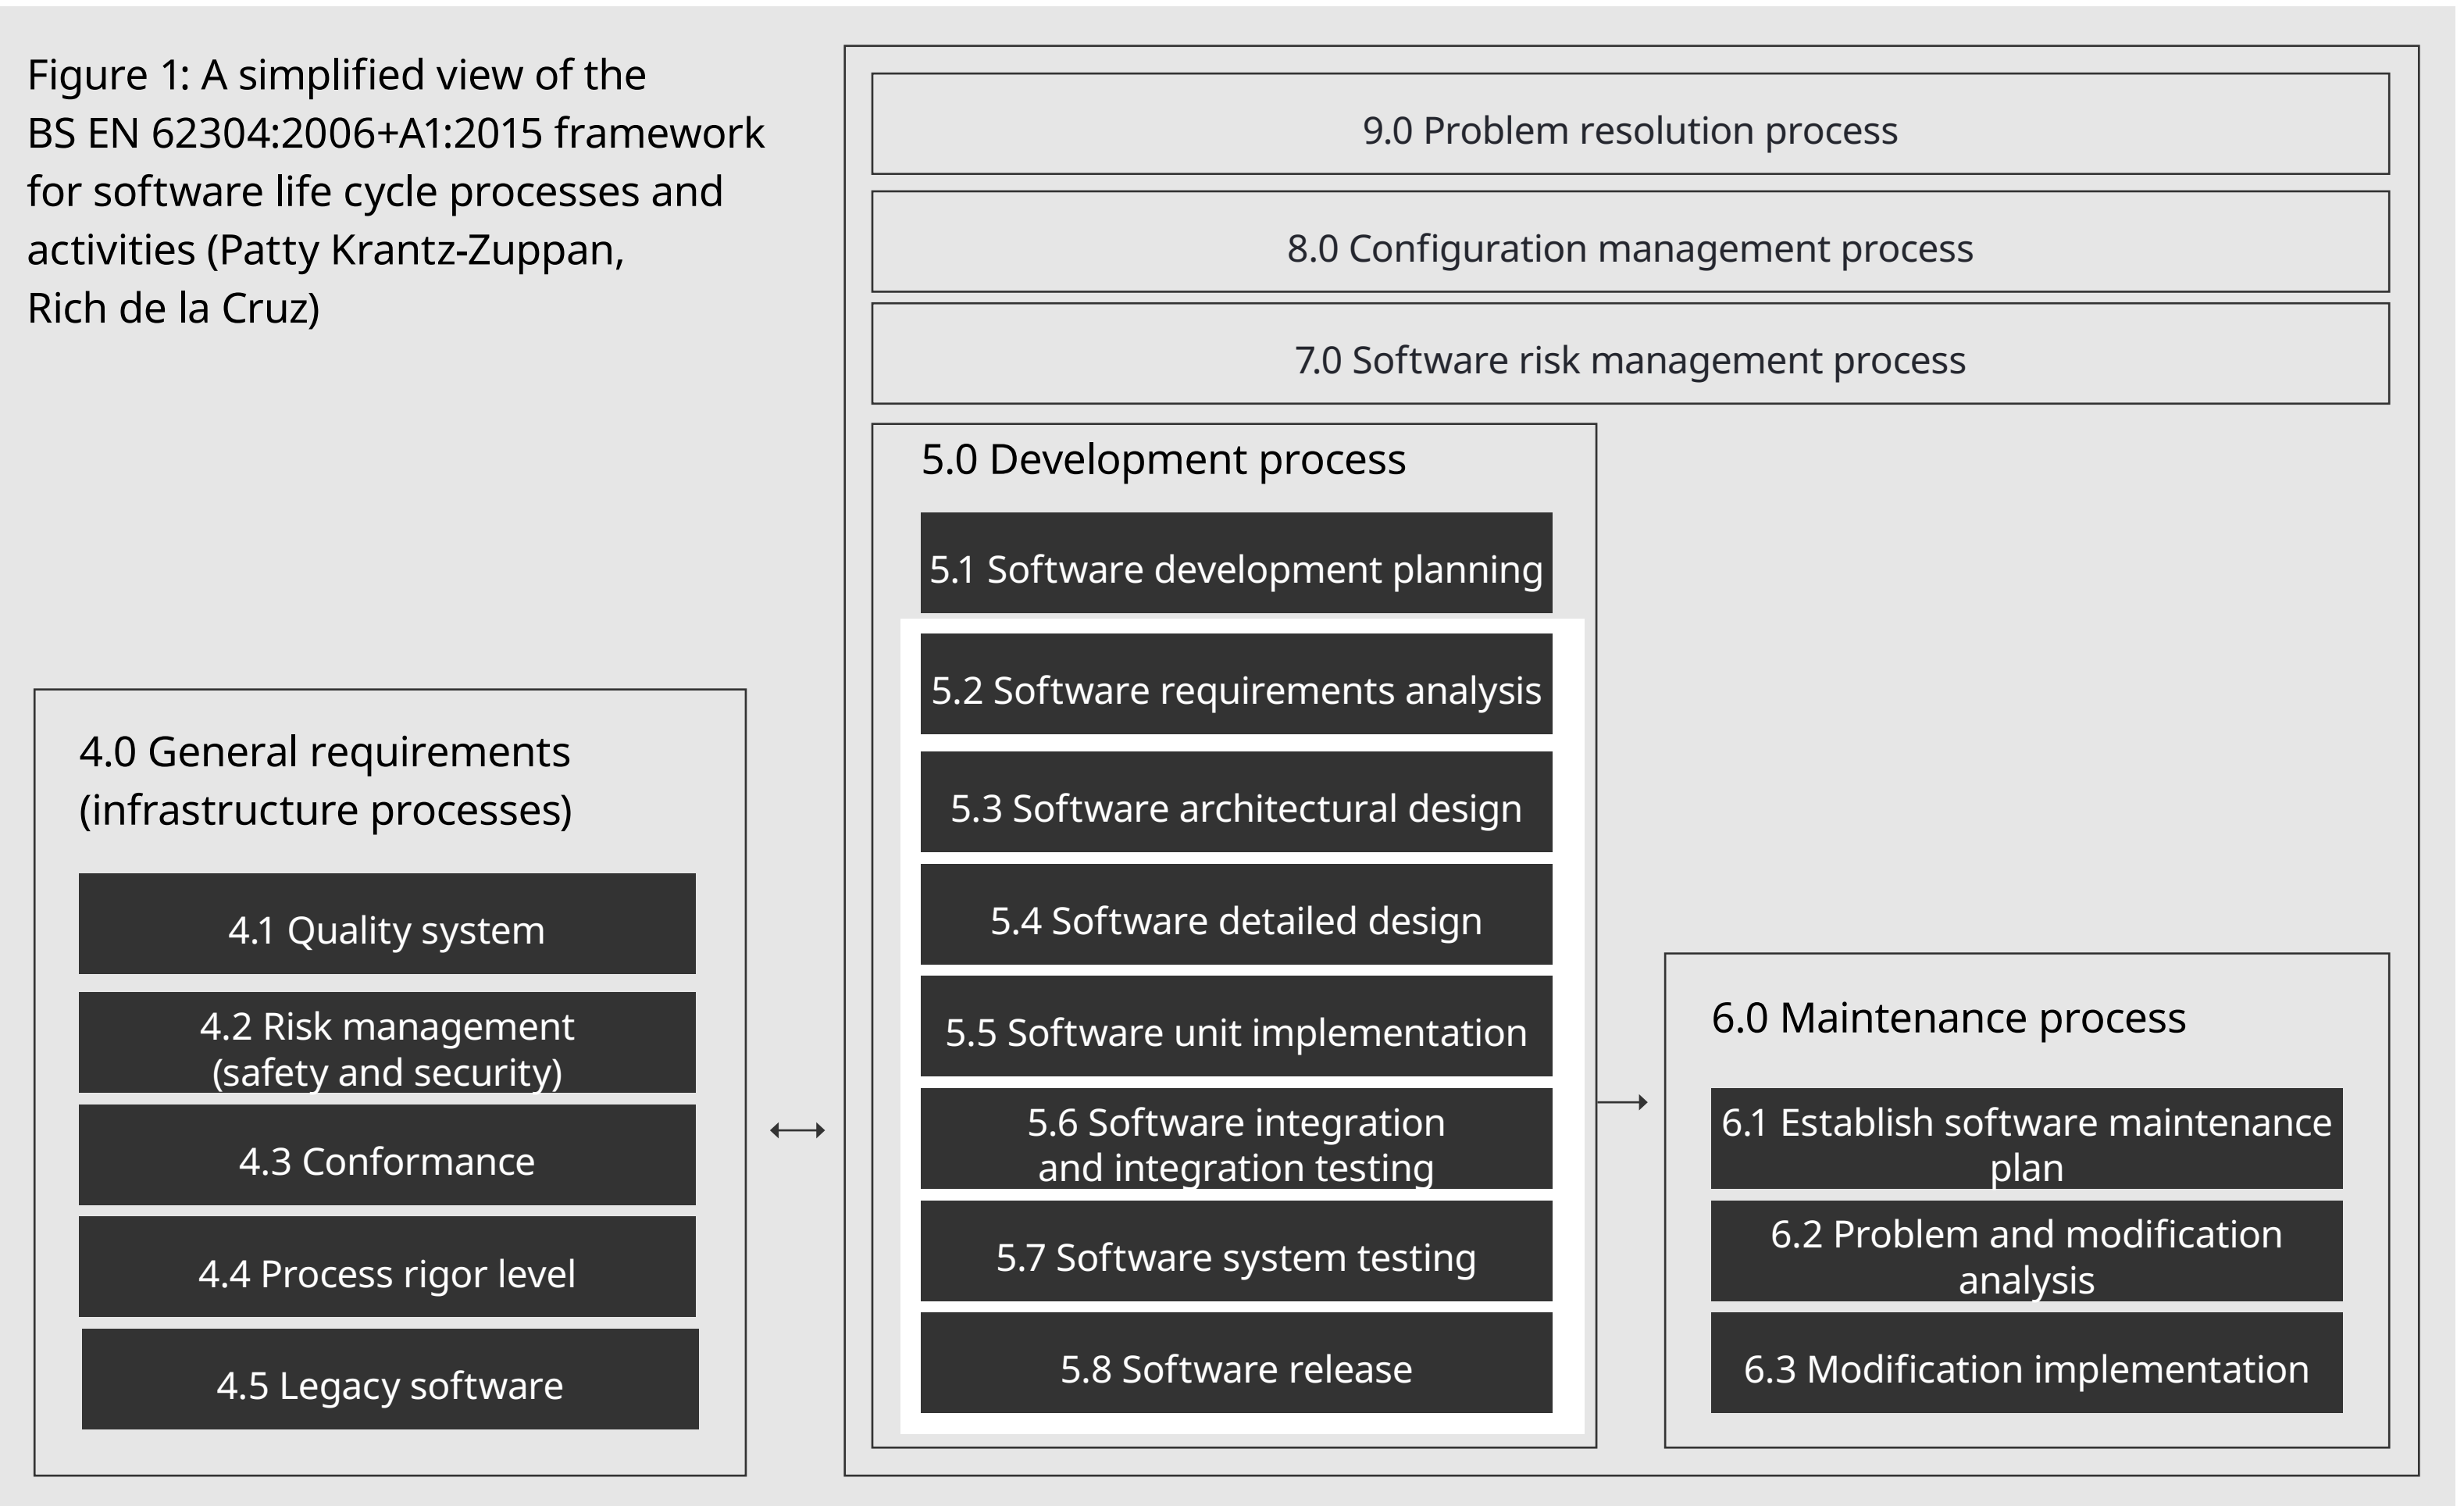 Figure 1: A simplified view of the
BS EN 62304:2006+A1:2015 framework
for software life cycle processes and
activities (Patty Krantz-Zuppan,
Rich de la Cruz)
9.0 Problem resolution process
8.0 Configuration management process
7.0 Software risk management process
5.0 Development process
5.1 Software development planning
5.2 Software requirements analysis
5.3 Software architectural design
5.4 Software detailed design
5.5 Software unit implementation
5.6 Software integration
and integration testing
5.7 Software system testing
5.8 Software release
4.0 General requirements
(infrastructure processes)
4.1 Quality system
4.2 Risk management
(safety and security)
4.3 Conformance
4.4 Process rigor level
4.5 Legacy software
6.0 Maintenance process
6.1 Establish software maintenance
plan
6.2 Problem and modification
analysis
6.3 Modification implementation